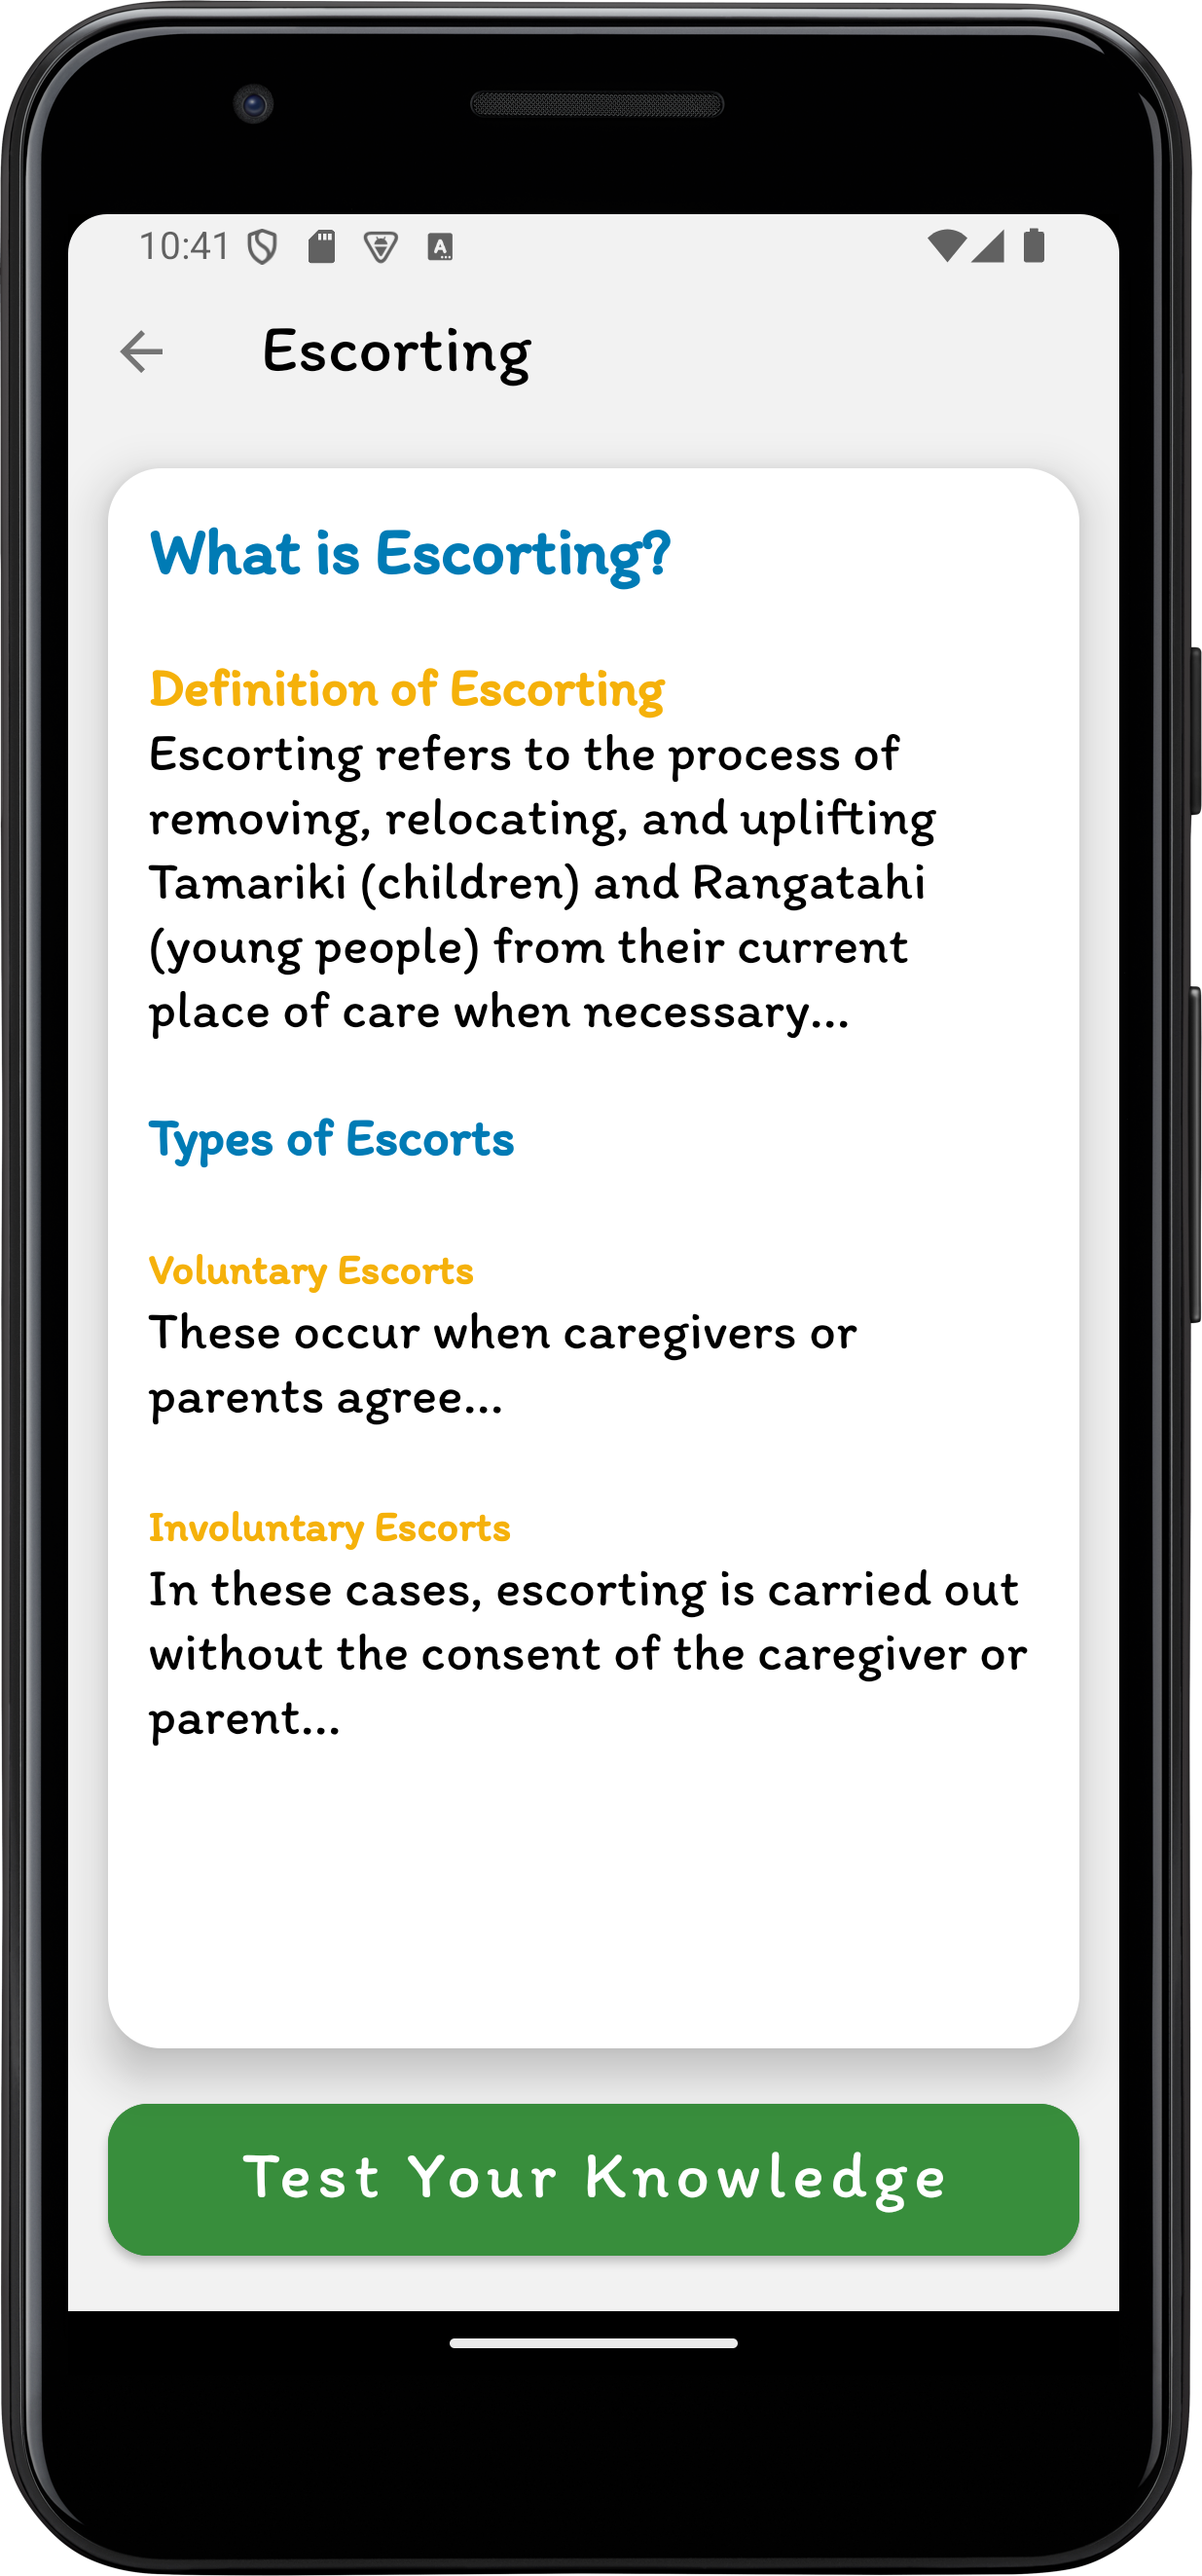 10:41
Escorting
What is Escorting?
Definition of Escorting
Escorting refers to the process of
removing, relocating, and uplifting
Tamariki (children) and Rangatahi
(young people) from their current
place of care when necessary...
Types of Escorts
Voluntary Escorts
These occur when caregivers or
parents agree...
Involuntary Escorts
In these cases, escorting is carried out
without the consent of the caregiver or
parent...
Test Your Knowledge